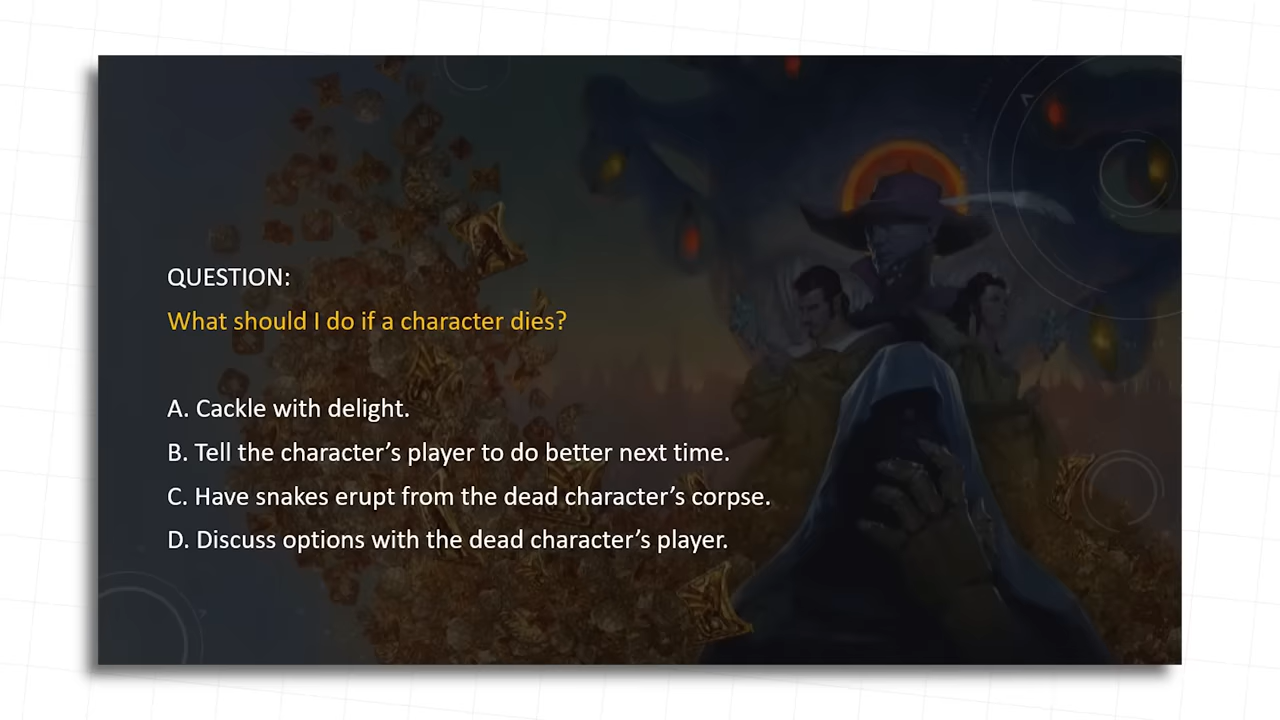 QUESTION:
What should I do if a character dies?
A. Cackle with delight.
B. Tell the character’s player to do better next time.
C. Have snakes erupt from the dead character’s corpse.
D. Discuss options with the dead character’s player.